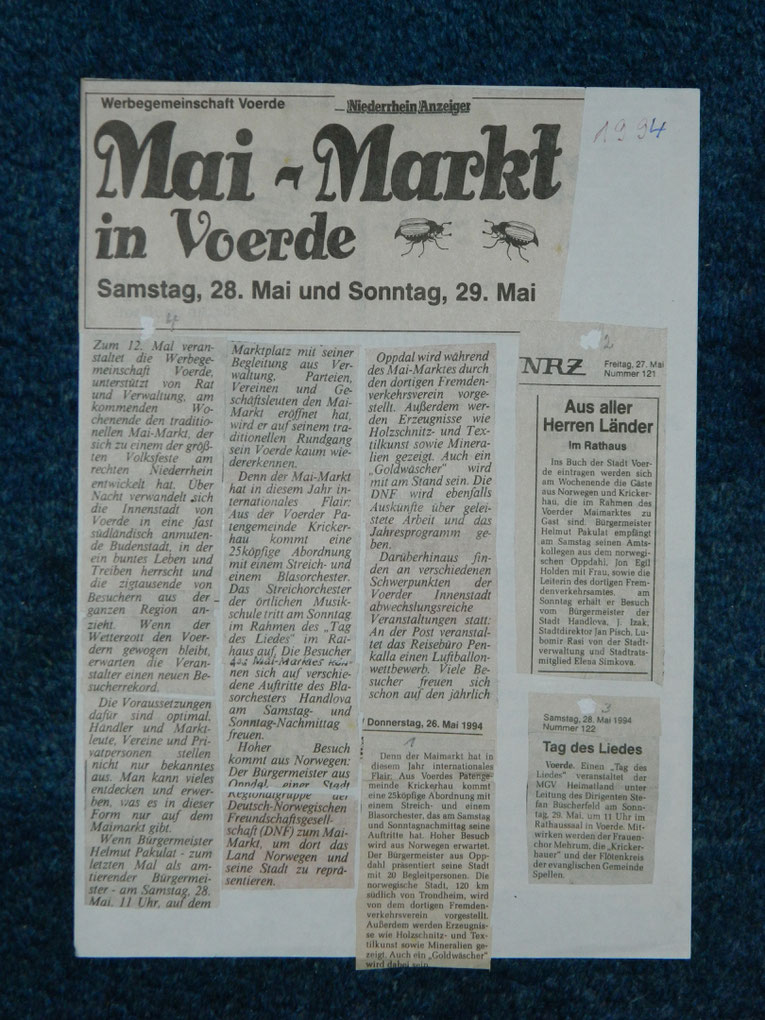 Werbegemeinschaft Voerde
Niederrhein Anzeiger
1994
Mai - Markt
in Voerde
Samstag, 28. Mai und Sonntag, 29. Mai
4
Zum 12. Mal veran-
staltet die Werbege-
meinschaft Voerde,
unterstützt von Rat
und Verwaltung, am
kommenden Wo-
chenende den traditio-
nellen Mai-Markt, der
sich zu einem der größ-
ten Volksfeste am
rechten Niederrhein
entwickelt hat. Über
Nacht verwandelt sich
die Innenstadt von
Voerde in eine fast
südländisch anmuten-
de Budenstadt, in der
ein buntes Leben und
Treiben herrscht und
die zigtausende von
Besuchern aus der
ganzen Region an-
zieht. Wenn der
Wettergott den Voer-
dern gewogen bleibt,
erwarten die Veran-
stalter einen neuen Be-
sucherrekord.
Die Voraussetzungen
dafür sind optimal.
Händler und Markt-
leute, Vereine und Pri-
vatpersonen stellen
nicht nur bekanntes
aus. Man kann vieles
entdecken und erwer-
ben, was es in dieser
Form nur auf dem
Maimarkt gibt.
Wenn Bürgermeister
Helmut Pakulat - zum
letzten Mal als am-
tierender Bürgermei-
ster - am Samstag, 28.
Mai, 11 Uhr, auf dem
Marktplatz mit seiner
Begleitung aus Ver-
waltung, Parteien,
Vereinen und Ge-
schäftsleuten den Mai-
Markt eröffnet hat,
wird er auf seinem tra-
ditionellen Rundgang
sein Voerde kaum wie-
dererkennen.
Denn der Mai-Markt
hat in diesem Jahr in-
ternationales Flair:
Aus der Voerder Pa-
tengemeinde Kricker-
hau kommt eine
25köpfige Abordnung
mit einem Streich- und
einem Blasorchester.
Das Streichorchester
der örtlichen Musik-
schule tritt am Sonntag
im Rahmen des „Tag
des Liedes" im Rat-
haus auf. Die Besucher
des Mai-Marktes kön-
nen sich auf verschie-
dene Auftritte des Bla-
sorchesters Handlova
am Samstag- und
Sonntag-Nachmittag
freuen.
Hoher Besuch
kommt aus Norwegen:
Der Bürgermeister aus
Oppdal, einer Stadt
Regionalgruppe der
Deutsch-Norwegischen
Freundschaftsgesell-
schaft (DNF) zum Mai-
Markt, um dort das
Land Norwegen und
seine Stadt zu reprä-
sentieren.
Oppdal wird während
des Mai-Marktes durch
den dortigen Fremden-
verkehrsverein vorge-
stellt. Außerdem wer-
den Erzeugnisse wie
Holzschnitz- und Tex-
tilkunst sowie Minera-
lien gezeigt. Auch ein
„Goldwäscher" wird
mit am Stand sein. Die
DNF wird ebenfalls
Auskünfte über gelei-
stete Arbeit und das
Jahresprogramm ge-
ben.
Darüberhinaus fin-
den an verschiedenen
Schwerpunkten der
Voerder Innenstadt
abwechslungsreiche
Veranstaltungen statt:
An der Post veranstal-
tet das Reisebüro Pen-
kalla einen Luftballon-
wettbewerb. Viele Be-
sucher freuen sich
schon auf den jährlich
Donnerstag, 26. Mai 1994
1
Denn der Maimarkt hat in
diesem Jahr internationales
Flair. Aus Voerdes Patenge-
meinde Krickerhau kommt
eine 25köpfige Abordnung mit
einem Streich- und einem
Blasorchester, das am Samstag
und Sonntagnachmittag seine
Auftritte hat. Hoher Besuch
wird aus Norwegen erwartet.
Der Bürgermeister aus Opp-
dahl präsentiert seine Stadt
mit 20 Begleitpersonen. Die
norwegische Stadt, 120 km
südlich von Trondheim, wird
von dem dortigen Fremden-
verkehrsverein vorgestellt.
Außerdem werden Erzeugnis-
se wie Holzschnitz- und Tex-
tilkunst sowie Mineralien ge-
zeigt. Auch ein „Goldwäscher"
wird dabei sein.
2
NRZ
Freitag, 27. Mai
Nummer 121
Aus aller
Herren Länder
Im Rathaus
Ins Buch der Stadt Voer-
de eintragen werden sich
am Wochenende die Gäste
aus Norwegen und Kricker-
hau, die im Rahmen des
Voerder Maimarktes zu
Gast sind. Bürgermeister
Helmut Pakulat empfängt
am Samstag seinen Amts-
kollegen aus dem norwegi-
schen Oppdahl, Jon Egil
Holden mit Frau, sowie die
Leiterin des dortigen Frem-
denverkehrsamtes. am
Sonntag erhält er Besuch
vom Bürgermeister der
Stadt Handlova, J. Izak,
Stadtdirektor Jan Pisch, Lu-
bomir Rasi von der Stadt-
verwaltung und Stadtrats-
mitglied Elena Simkova.
3
Samstag, 28. Mai 1994
Nummer 122
Tag des Liedes
Voerde. Einen „Tag des
Liedes" veranstaltet der
MGV Heimatland unter
Leitung des Dirigenten Ste-
fan Büscherfeld am Sonn-
tag, 29. Mai, um 11 Uhr im
Rathaussaal in Voerde. Mit-
wirken werden der Frauen-
chor Mehrum, die „Kricker-
hauer" und der Flötenkreis
der evanglischen Gemeinde
Spellen.